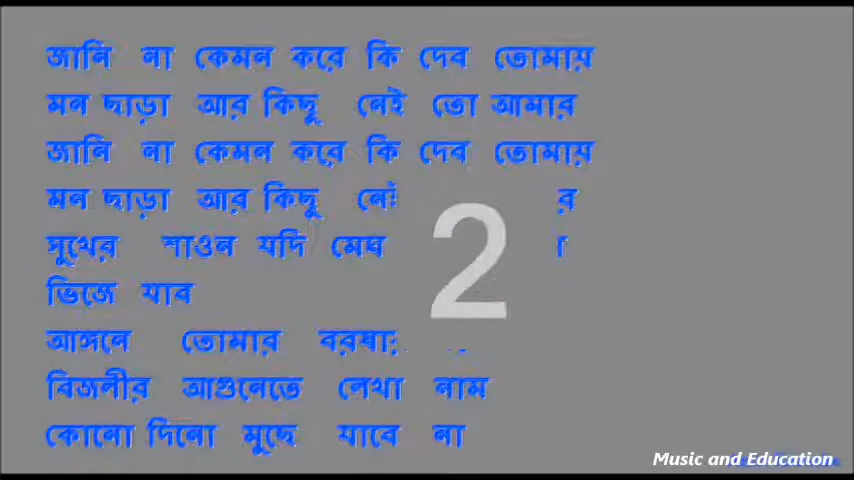 জানি না কেমন করে কি দেব তোমায়
মন ছাড়া আর কিছু নেই তো আমার
জানি না কেমন করে কি দেব তোমায়
মন ছাড়া আর কিছু নেই
সুখের শাওন যদি মেঘ
2
ভিজে যাব
আঙ্গনে তোমার
বিজলীর আগুনেতে লেখা নাম
কোনো দিনো মুছে যাবে না
Music and Education